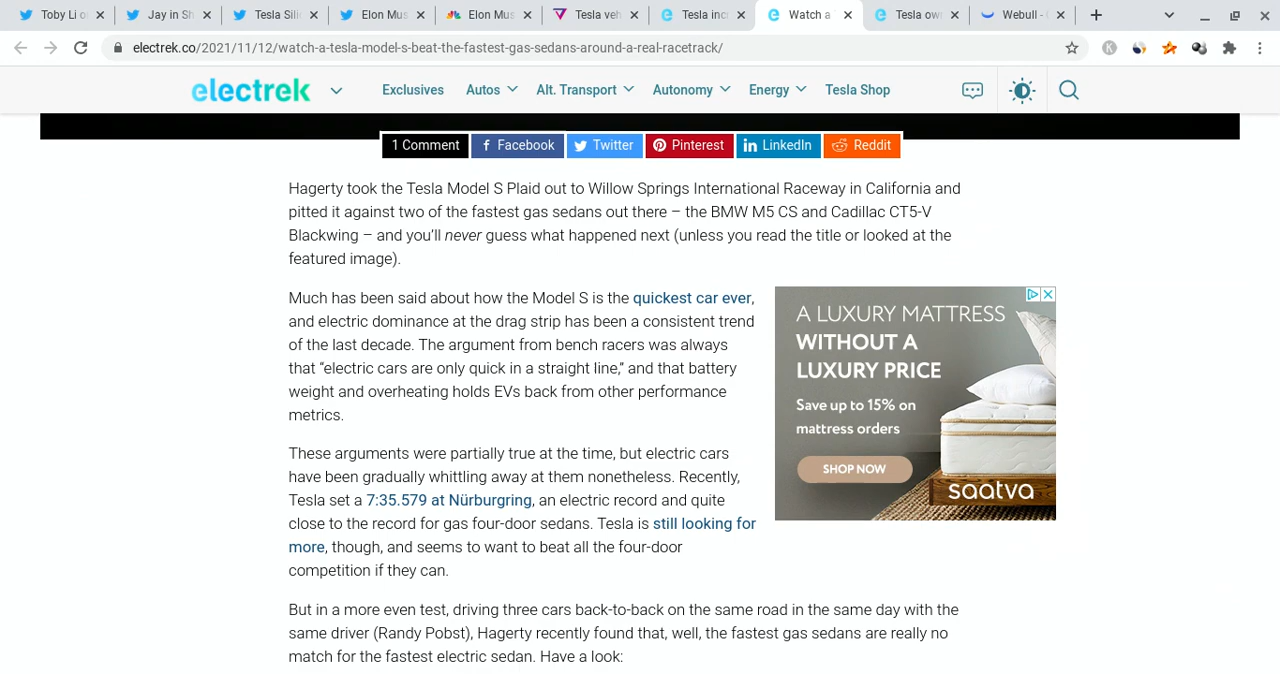 Toby Li o
Jay in Sh
Tesla Sili
Elon Mus
Elon Mus
Tesla veh
Tesla inc
Watch a
Tesla ow
Webull -
electrek.co/2021/11/12/watch-a-tesla-model-s-beat-the-fastest-gas-sedans-around-a-real-racetrack/
electrek
Exclusives
Autos
Alt. Transport
Autonomy
Energy
Tesla Shop
1 Comment
Facebook
Twitter
Pinterest
LinkedIn
Reddit
Hagerty took the Tesla Model S Plaid out to Willow Springs International Raceway in California and
pitted it against two of the fastest gas sedans out there – the BMW M5 CS and Cadillac CT5-V
Blackwing – and you’ll never guess what happened next (unless you read the title or looked at the
featured image).
Much has been said about how the Model S is the quickest car ever,
and electric dominance at the drag strip has been a consistent trend
of the last decade. The argument from bench racers was always
that “electric cars are only quick in a straight line,” and that battery
weight and overheating holds EVs back from other performance
metrics.
A LUXURY MATTRESS
WITHOUT A
LUXURY PRICE
Save up to 15% on
mattress orders
SHOP NOW
saatva
These arguments were partially true at the time, but electric cars
have been gradually whittling away at them nonetheless. Recently,
Tesla set a 7:35.579 at Nürburgring, an electric record and quite
close to the record for gas four-door sedans. Tesla is still looking for
more, though, and seems to want to beat all the four-door
competition if they can.
But in a more even test, driving three cars back-to-back on the same road in the same day with the
same driver (Randy Pobst), Hagerty recently found that, well, the fastest gas sedans are really no
match for the fastest electric sedan. Have a look: